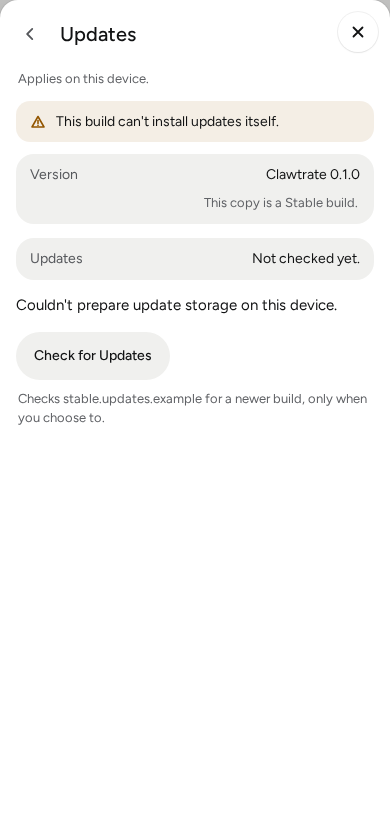 Updates
Applies on this device.
This build can't install updates itself.
Version
Clawtrate 0.1.0
This copy is a Stable build.
Updates
Not checked yet.
Couldn't prepare update storage on this device.
Check for Updates
Checks stable.updates.example for a newer build, only when
you choose to.